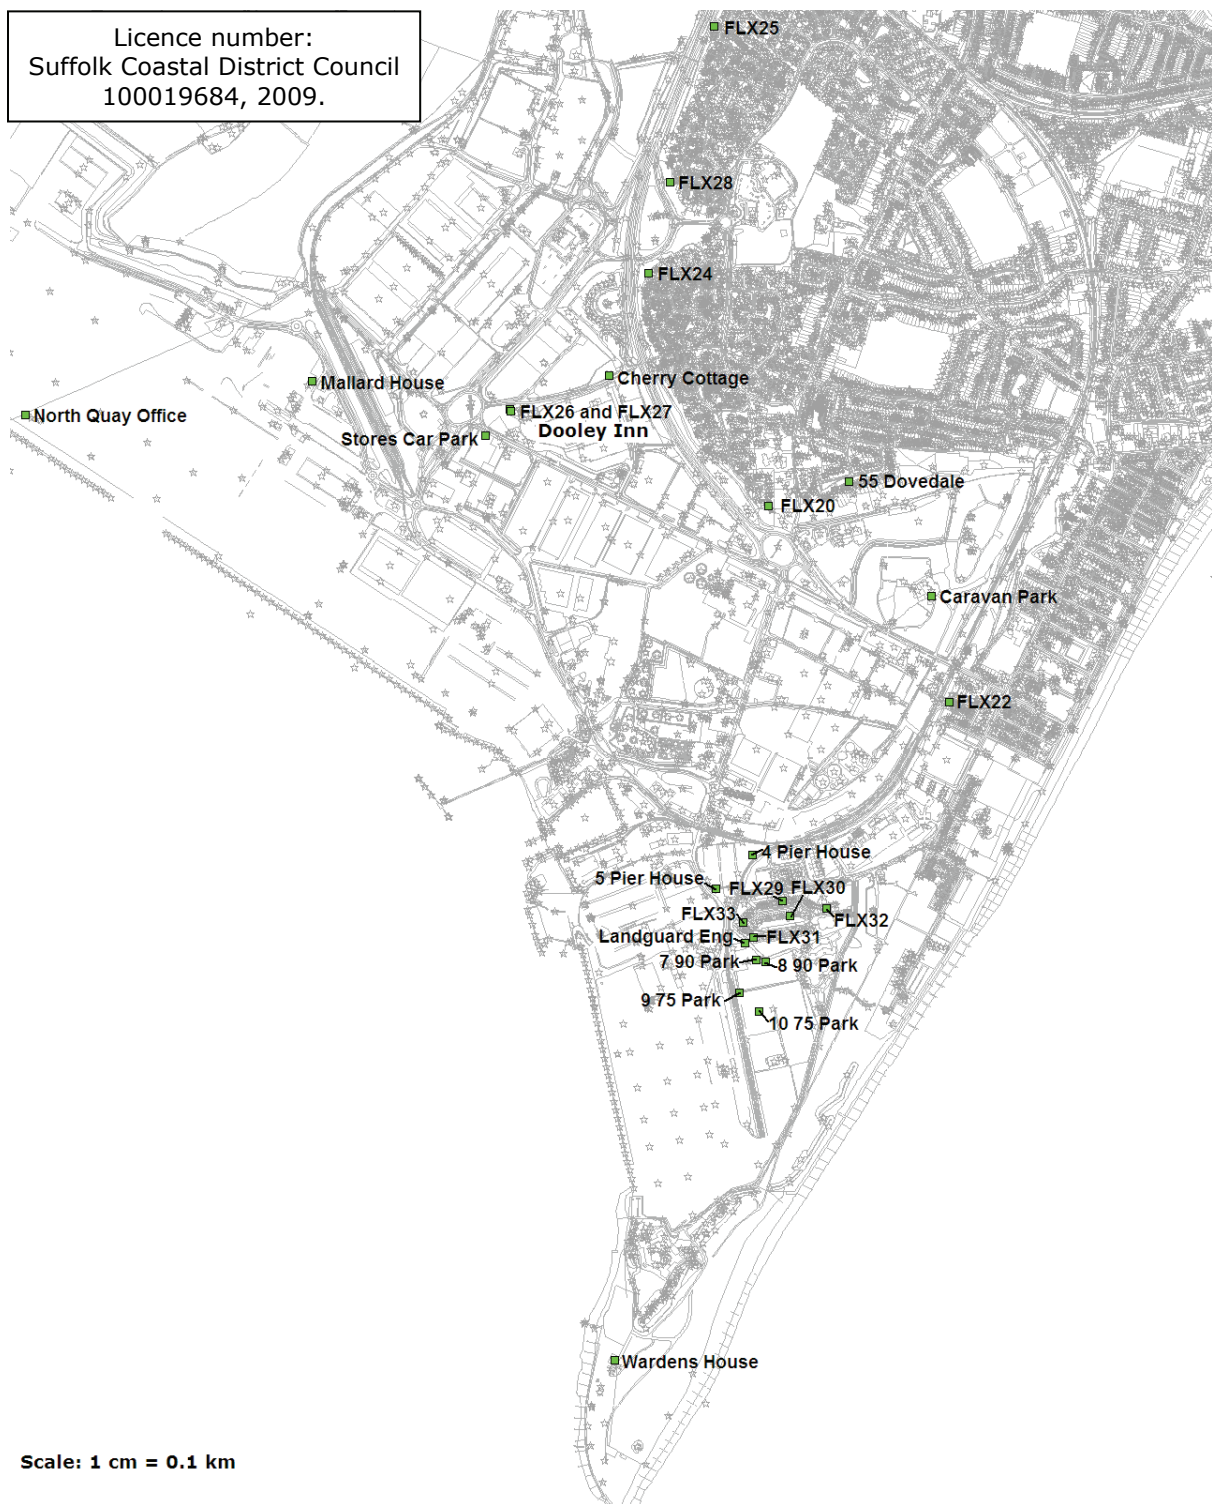 Licence number:
Suffolk Coastal District Council
100019684, 2009.
FLX25
FLX28
FLX24
Cherry Cottage
Mallard House
North Quay Office
FLX26 and FLX27
Dooley Inn
Stores Car Park
55 Dovedale
FLX20
Caravan Park
FLX22
4 Pier House
5 Pier House
FLX29
FLX30
FLX33
FLX32
Landguard Eng
FLX31
7 90 Park
8 90 Park
9 75 Park
10 75 Park
Wardens House
Scale: 1 cm = 0.1 km